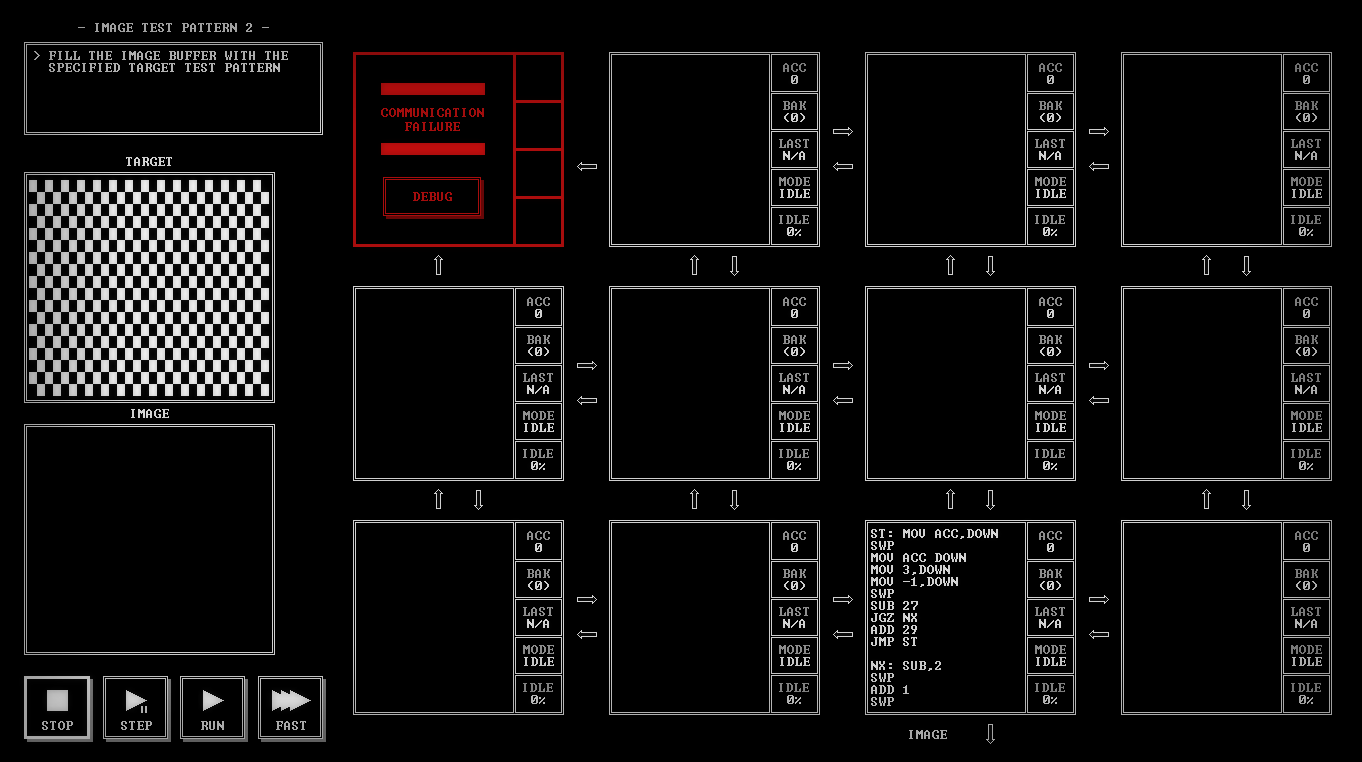 - IMAGE TEST PATTERN 2 -
> FILL THE IMAGE BUFFER WITH THE
SPECIFIED TARGET TEST PATTERN
TARGET
IMAGE
STOP
STEP
RUN
FAST
COMMUNICATION
FAILURE
DEBUG
ACC
0
BAK
(0)
LAST
N/A
MODE
IDLE
IDLE
0%
ACC
0
BAK
(0)
LAST
N/A
MODE
IDLE
IDLE
0%
ACC
0
BAK
(0)
LAST
N/A
MODE
IDLE
IDLE
0%
ACC
0
BAK
(0)
LAST
N/A
MODE
IDLE
IDLE
0%
ACC
0
BAK
(0)
LAST
N/A
MODE
IDLE
IDLE
0%
ACC
0
BAK
(0)
LAST
N/A
MODE
IDLE
IDLE
0%
ACC
0
BAK
(0)
LAST
N/A
MODE
IDLE
IDLE
0%
ACC
0
BAK
(0)
LAST
N/A
MODE
IDLE
IDLE
0%
ACC
0
BAK
(0)
LAST
N/A
MODE
IDLE
IDLE
0%
ST: MOV ACC,DOWN
SWP
MOV ACC DOWN
MOV 3,DOWN
MOV -1,DOWN
SWP
SUB 27
JGZ NX
ADD 29
JMP ST
NX: SUB,2
SWP
ADD 1
SWP
ACC
0
BAK
(0)
LAST
N/A
MODE
IDLE
IDLE
0%
ACC
0
BAK
(0)
LAST
N/A
MODE
IDLE
IDLE
0%
IMAGE